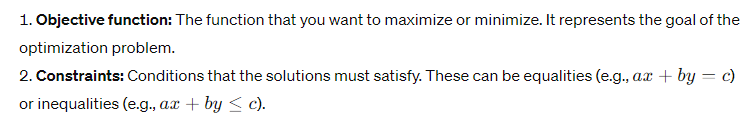 1. Objective function: The function that you want to maximize or minimize. It represents the goal of the
optimization problem.
2. Constraints: Conditions that the solutions must satisfy. These can be equalities (e.g., ax + by = c)
or inequalities (e.g., ax + by ≤ c).